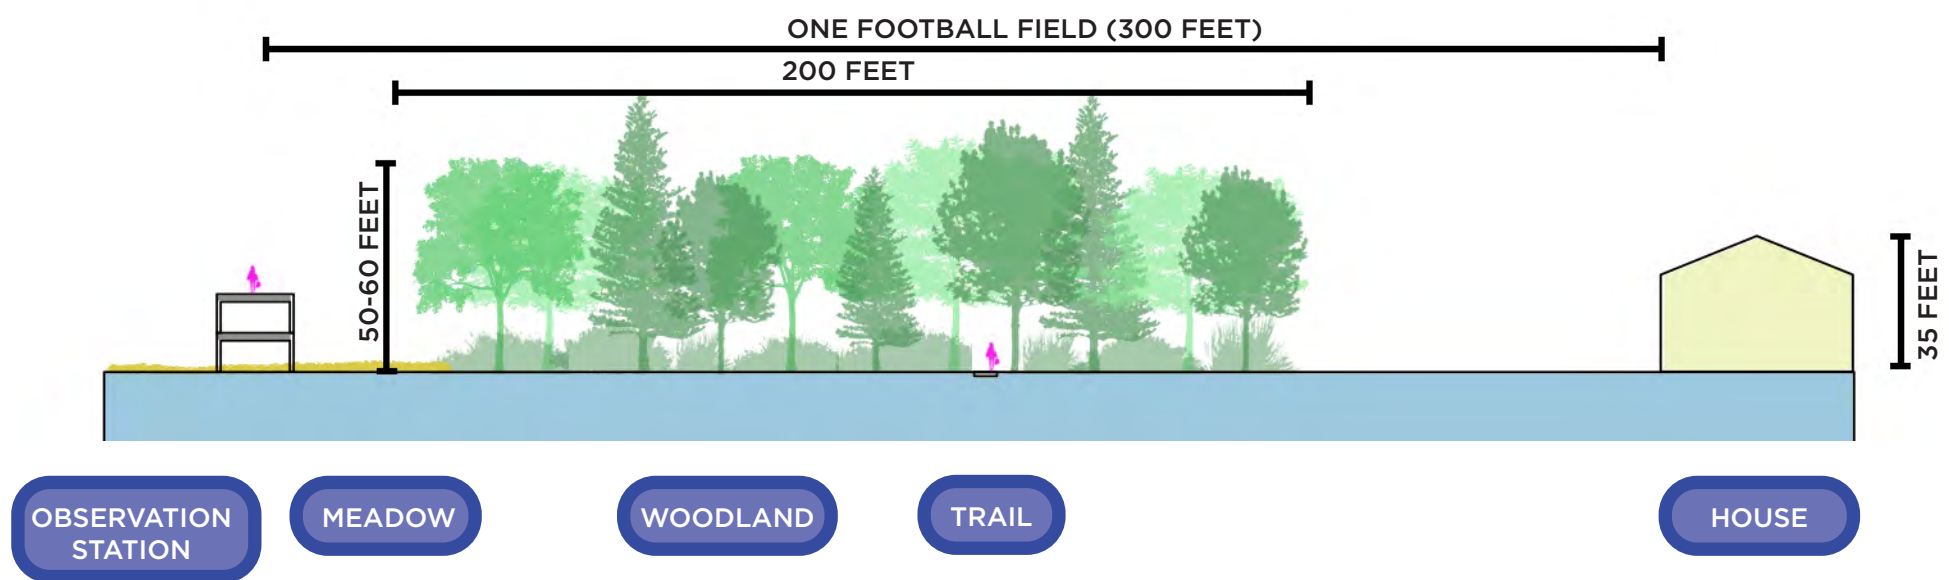 ONE FOOTBALL FIELD (300 FEET)
200 FEET
50-60 FEET
35 FEET
OBSERVATION
STATION
MEADOW
WOODLAND
TRAIL
HOUSE